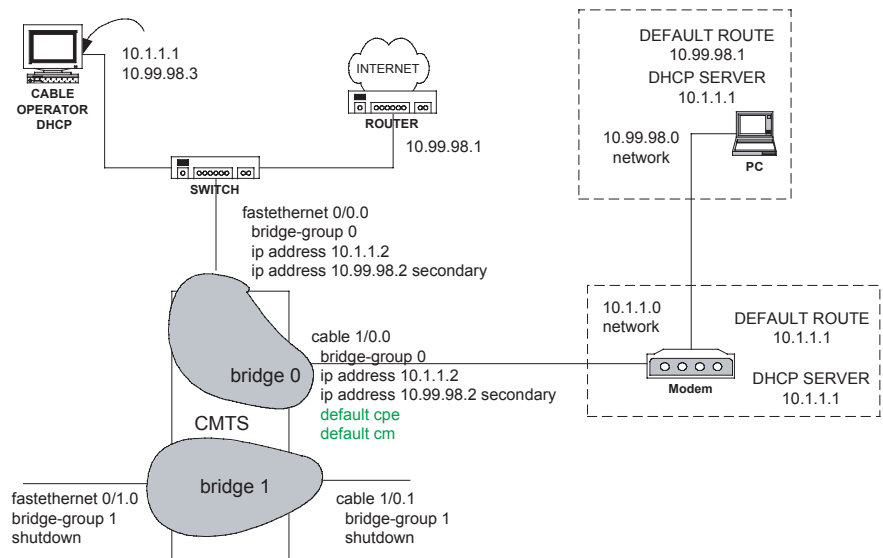 10.1.1.1
10.99.98.3
CABLE
OPERATOR
DHCP
INTERNET
ROUTER
10.99.98.1
SWITCH
DEFAULT ROUTE
10.99.98.1
DHCP SERVER
10.1.1.1
10.99.98.0
network
PC
fastethernet 0/0.0
bridge-group 0
ip address 10.1.1.2
ip address 10.99.98.2 secondary
bridge 0
cable 1/0.0
bridge-group 0
ip address 10.1.1.2
ip address 10.99.98.2 secondary
default cpe
default cm
10.1.1.0
network
DEFAULT ROUTE
10.1.1.1
DHCP SERVER
10.1.1.1
Modem
CMTS
bridge 1
fastethernet 0/1.0
bridge-group 1
shutdown
cable 1/0.1
bridge-group 1
shutdown